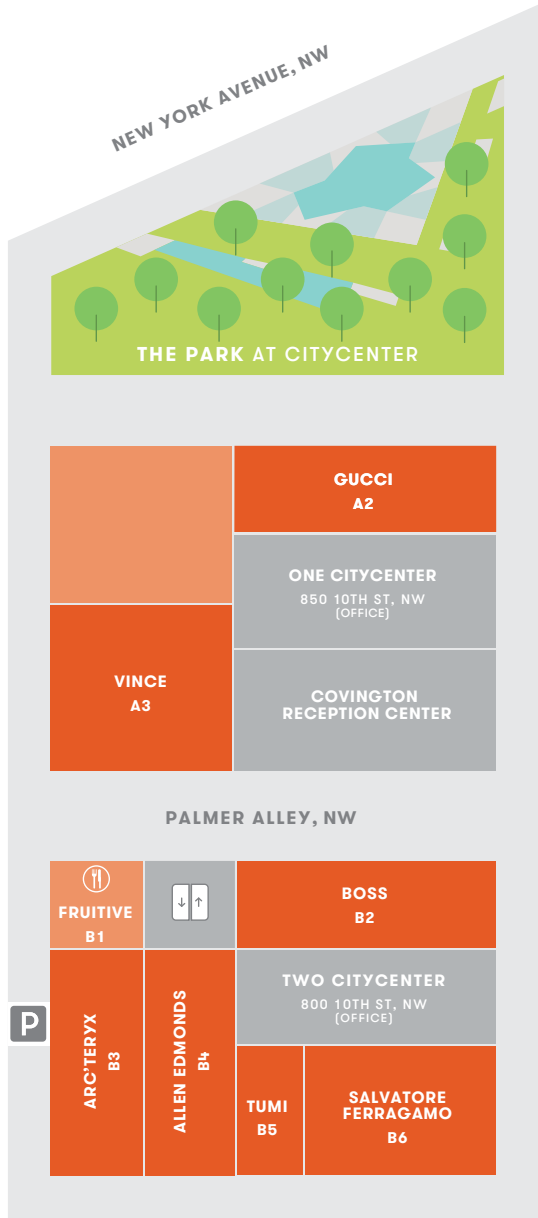 NEW YORK AVENUE, NW
THE PARK AT CITYCENTER
GUCCI
A2
ONE CITYCENTER
850 10TH ST, NW
(OFFICE)
VINCE
A3
COVINGTON
RECEPTION CENTER
PALMER ALLEY, NW
FRUITIVE
B1
BOSS
B2
TWO CITYCENTER
800 10TH ST, NW
(OFFICE)
P
ARC'TERYX
B3
ALLEN EDMONDS
B4
TUMI
B5
SALVATORE
FERRAGAMO
B6